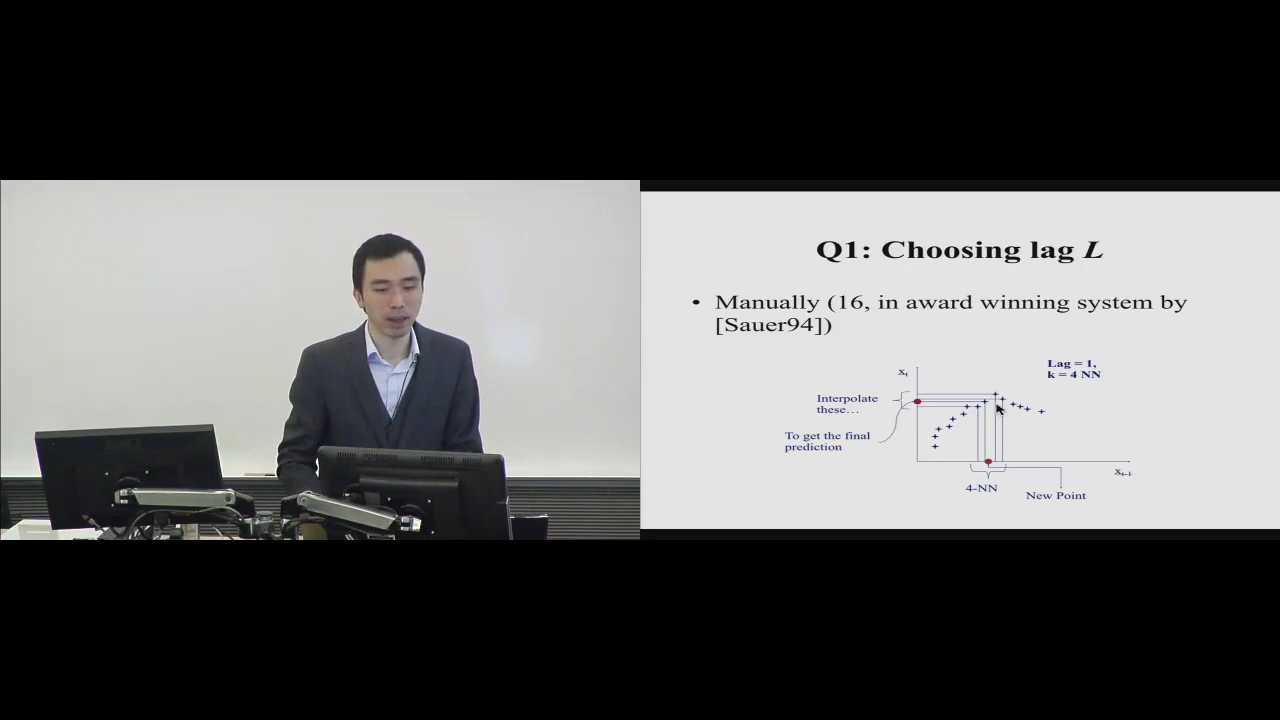 Q1: Choosing lag L
• Manually (16, in award winning system by
[Sauer94])
Lag = 1,
k = 4 NN
xt
Interpolate
these…
To get the final
prediction
xt-1
4-NN
New Point